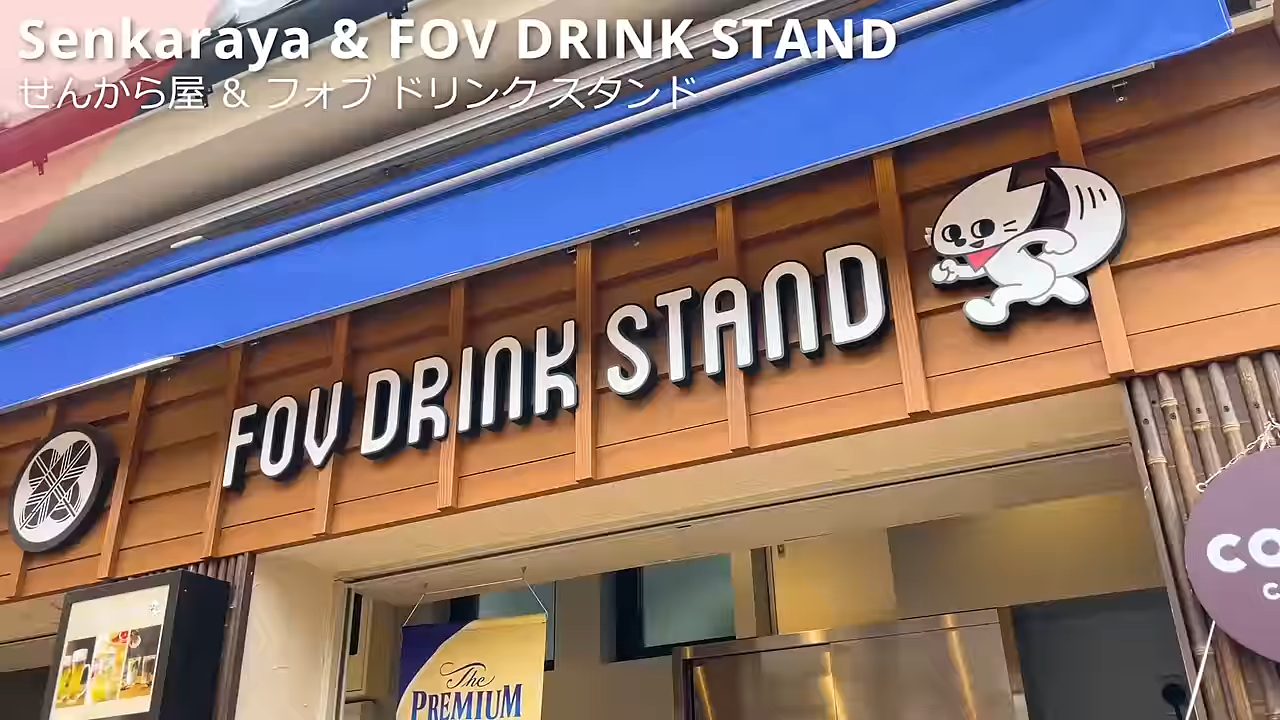 Senkaraya & FOV DRINK STAND
せんから屋 & フォブ ドリンク スタンド
FOV DRINK STAND
The
PREMIUM
CO
C